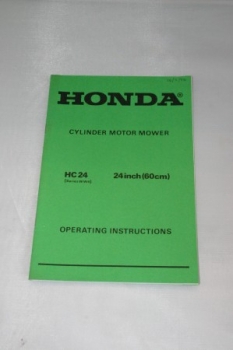 HONDA®
CYLINDER MOTOR MOWER
HC 24 24 inch (60cm)
OPERATING INSTRUCTIONS